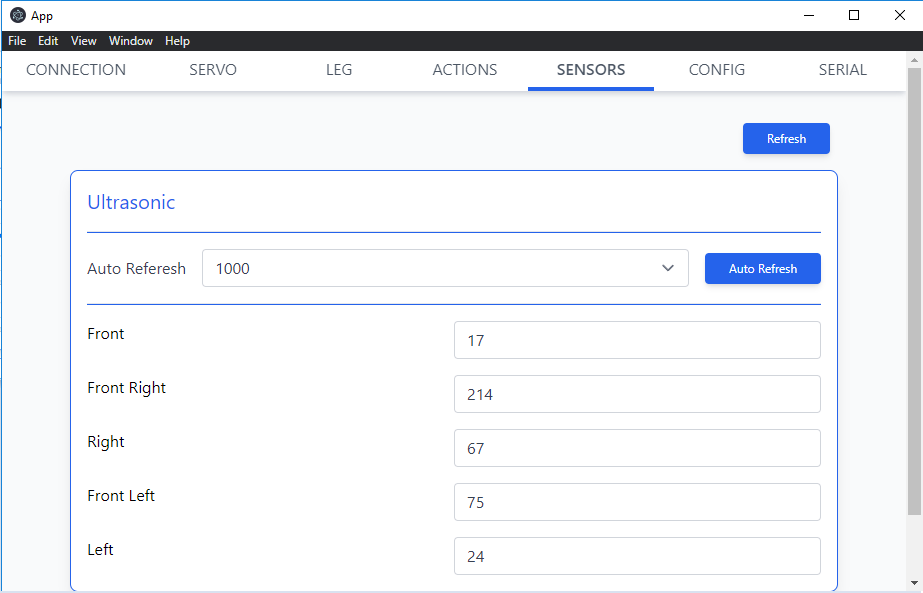 App
File Edit View Window Help
CONNECTION SERVO LEG ACTIONS SENSORS CONFIG SERIAL
Refresh
Ultrasonic
Auto Referesh 1000 Auto Refresh
Front 17
Front Right 214
Right 67
Front Left 75
Left 24